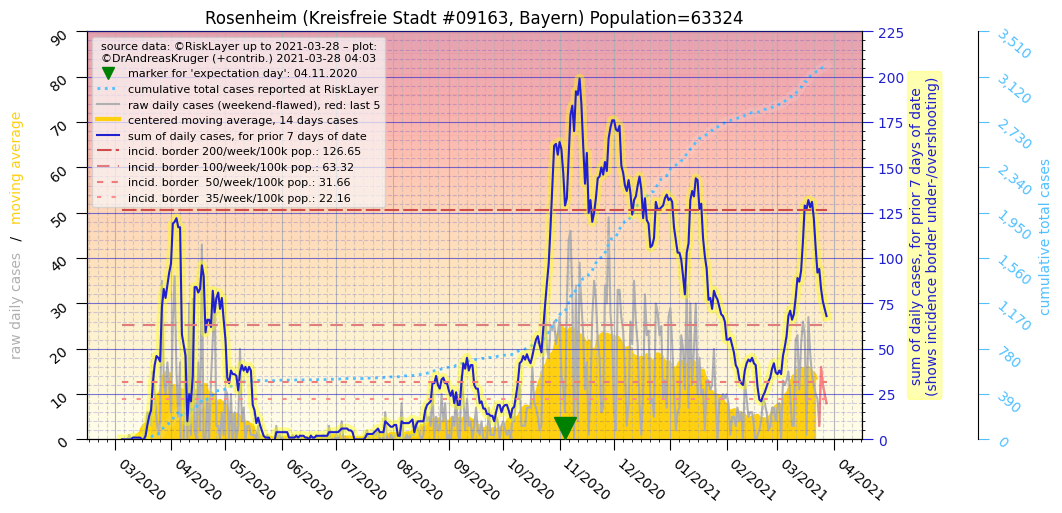 Rosenheim (Kreisfreie Stadt #09163, Bayern) Population=63324
source data: ©RiskLayer up to 2021-03-28 – plot:
©DrAndreasKruger (+contrib.) 2021-03-28 04:03
marker for 'expectation day': 04.11.2020
cumulative total cases reported at RiskLayer
raw daily cases (weekend-flawed), red: last 5
centered moving average, 14 days cases
sum of daily cases, for prior 7 days of date
incid. border 200/week/100k pop.: 126.65
incid. border 100/week/100k pop.: 63.32
incid. border  50/week/100k pop.: 31.66
incid. border  35/week/100k pop.: 22.16
raw daily cases / moving average
90
80
70
60
50
40
30
20
10
0
03/2020
04/2020
05/2020
06/2020
07/2020
08/2020
09/2020
10/2020
11/2020
12/2020
01/2021
02/2021
03/2021
04/2021
225
200
175
150
125
100
75
50
25
0
sum of daily cases, for prior 7 days of date
(shows incidence border under-/overshooting)
3,510
3,120
2,730
2,340
1,950
1,560
1,170
780
390
0
cumulative total cases